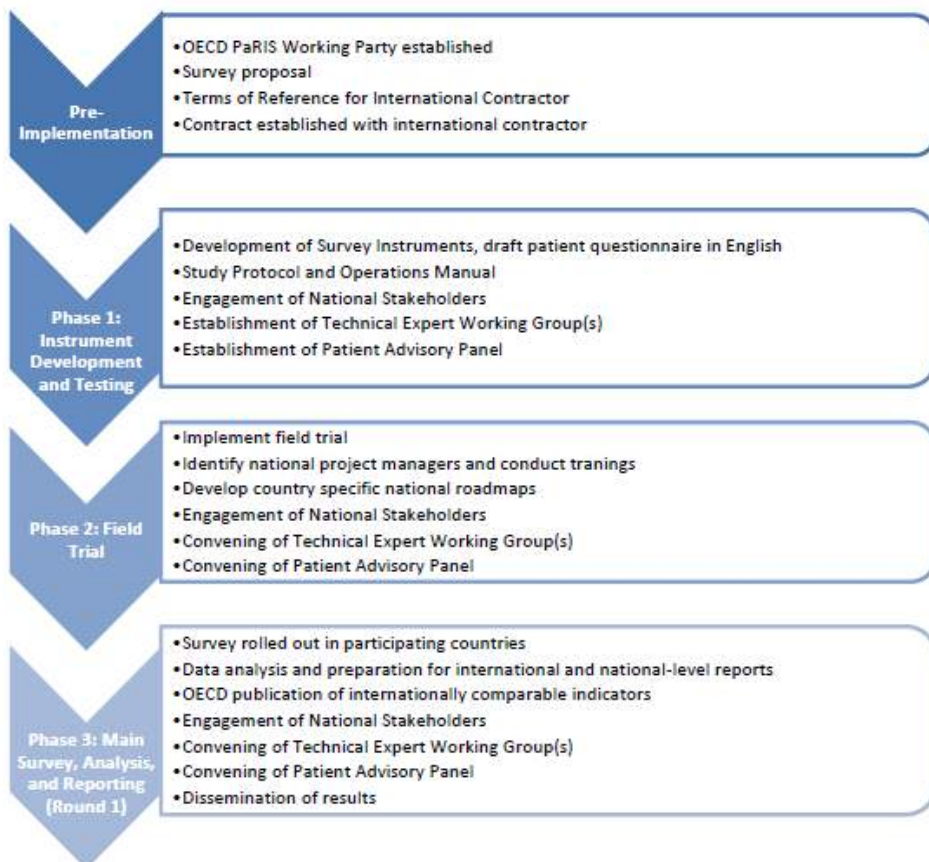 Pre-
Implementation
•OECD PaRIS Working Party established
•Survey proposal
•Terms of Reference for International Contractor
•Contract established with international contractor
Phase 1:
Instrument
Development
and Testing
•Development of Survey Instruments, draft patient questionnaire in English
•Study Protocol and Operations Manual
•Engagement of National Stakeholders
•Establishment of Technical Expert Working Group(s)
•Establishment of Patient Advisory Panel
Phase 2: Field
Trial
•Implement field trial
•Identify national project managers and conduct tranings
•Develop country specific national roadmaps
•Engagement of National Stakeholders
•Convening of Technical Expert Working Group(s)
•Convening of Patient Advisory Panel
Phase 3: Main
Survey, Analysis,
and Reporting
(Round 1)
•Survey rolled out in participating countries
•Data analysis and preparation for international and national-level reports
•OECD publication of internationally comparable indicators
•Engagement of National Stakeholders
•Convening of Technical Expert Working Group(s)
•Convening of Patient Advisory Panel
•Dissemination of results